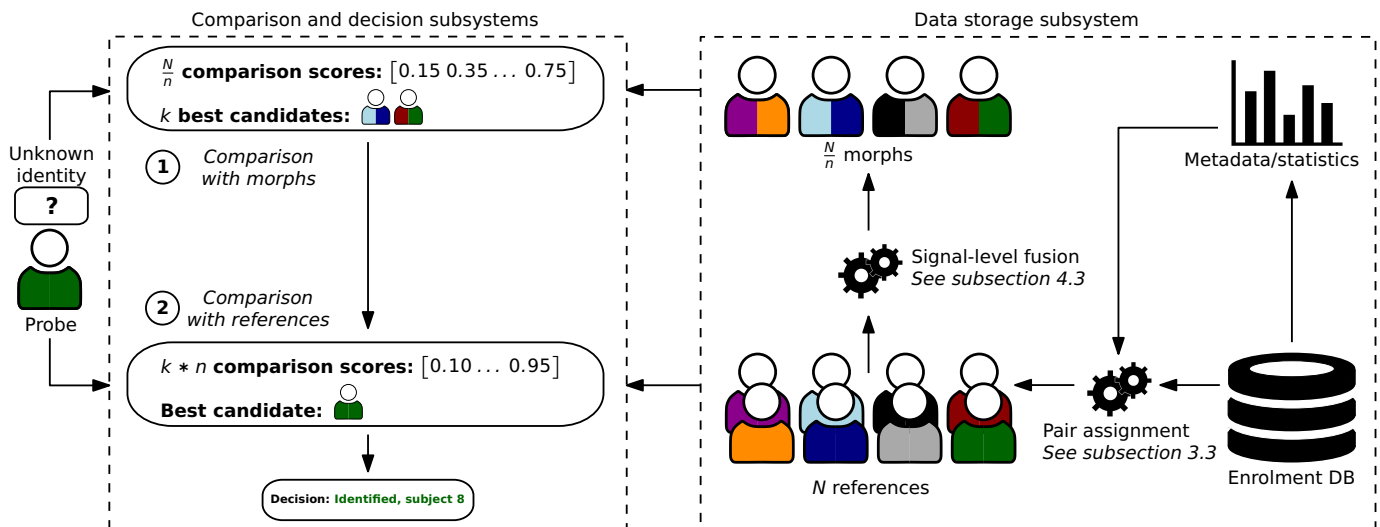 Comparison and decision subsystems
Data storage subsystem
N/n comparison scores: [0.15 0.35 ... 0.75]
k best candidates:
1
Comparison
with morphs
Unknown
identity
?
Probe
2
Comparison
with references
k * n comparison scores: [0.10 ... 0.95]
Best candidate:
Decision: Identified, subject 8
N/n morphs
Metadata/statistics
Signal-level fusion
See subsection 4.3
Pair assignment
See subsection 3.3
N references
Enrolment DB